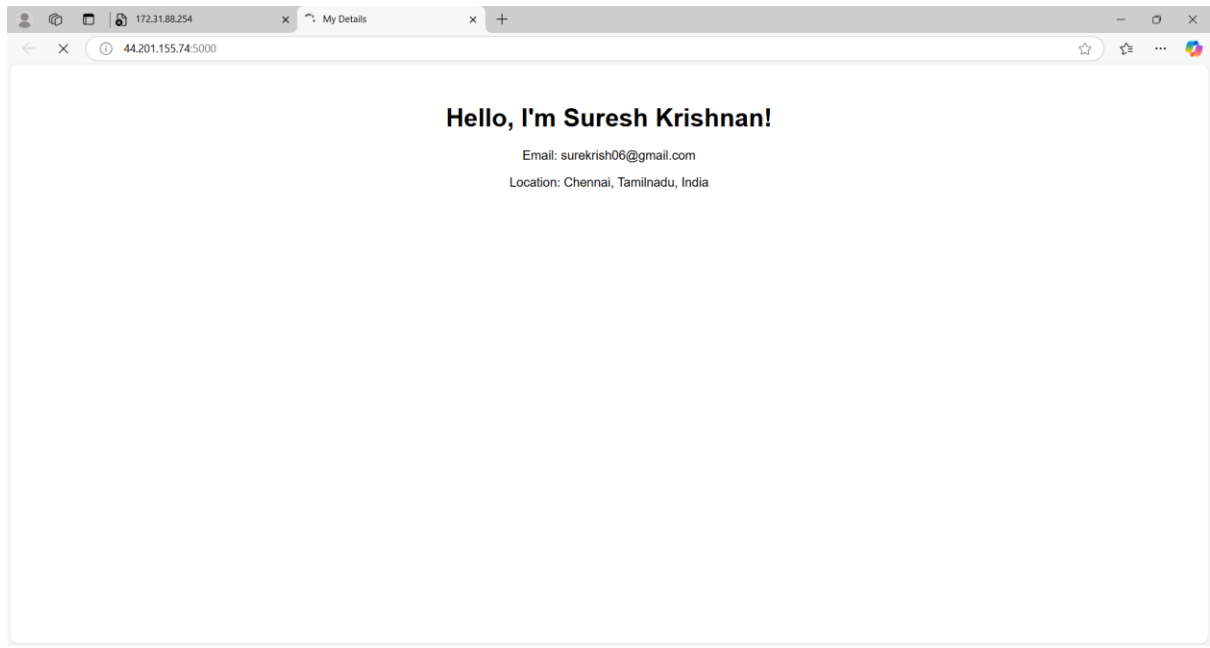 172.31.88.254
My Details
44.201.155.74:5000
Hello, I'm Suresh Krishnan!
Email: surekrish06@gmail.com
Location: Chennai, Tamilnadu, India